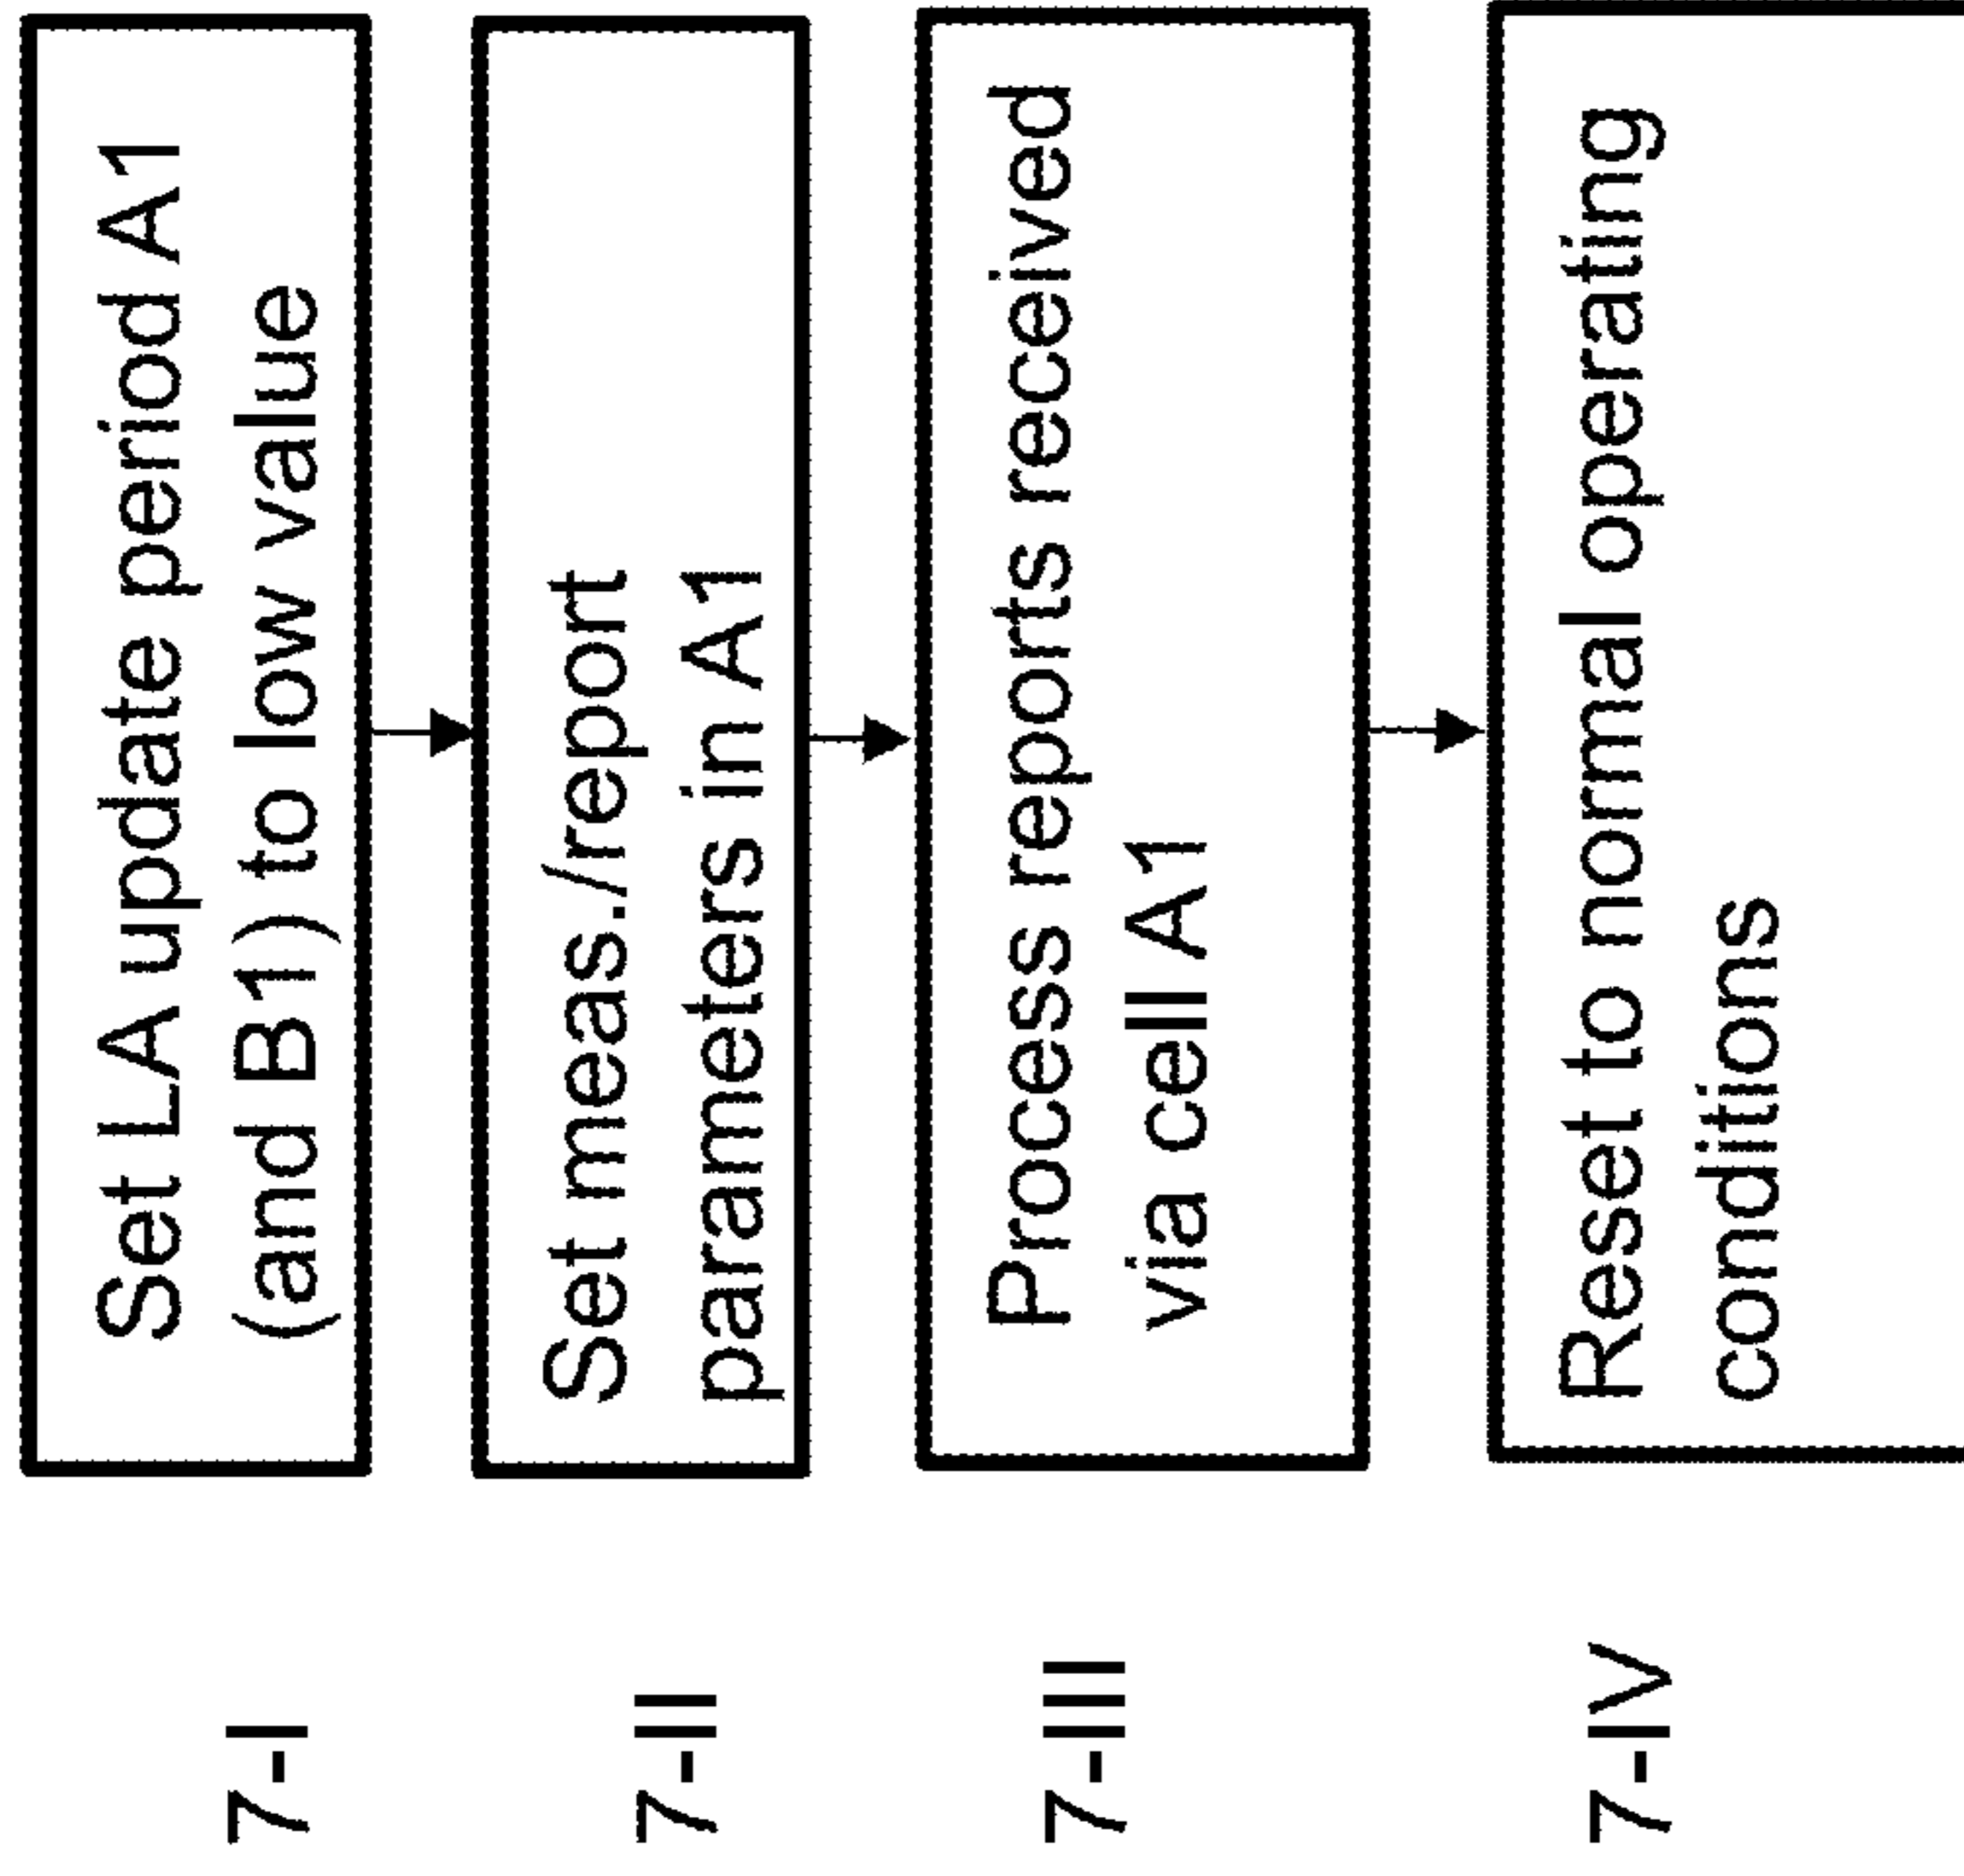 7-I
Set LA update period A1
(and B1) to low value
7-II
Set meas./report
parameters in A1
7-III
Process reports received
via cell A1
7-IV
Reset to normal operating
conditions